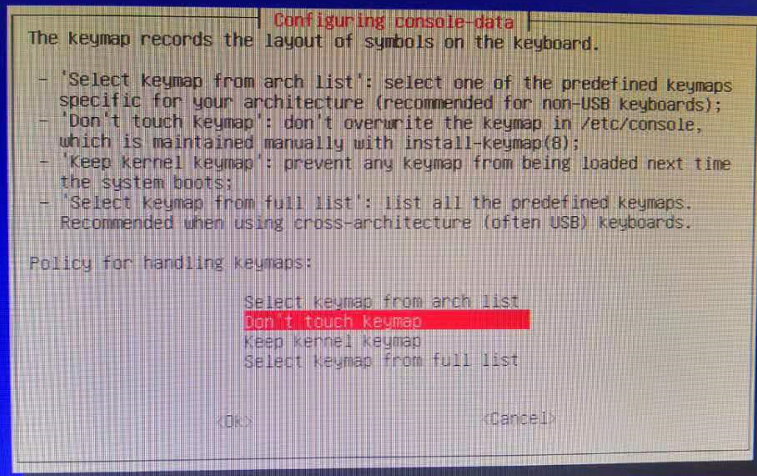 Configuring console-data
The keymap records the layout of symbols on the keyboard.
- 'Select keymap from arch list': select one of the predefined keymaps
specific for your architecture (recommended for non-USB keyboards);
- 'Don't touch keymap': don't overwrite the keymap in /etc/console,
which is maintained manually with install-keymap(8);
- 'Keep kernel keymap': prevent any keymap from being loaded next time
the system boots;
- 'Select keymap from full list': list all the predefined keymaps.
Recommended when using cross-architecture (often USB) keyboards.
Policy for handling keymaps:
Select keymap from arch list
Don't touch keymap
Keep kernel keymap
Select keymap from full list
<Ok> <Cancel>